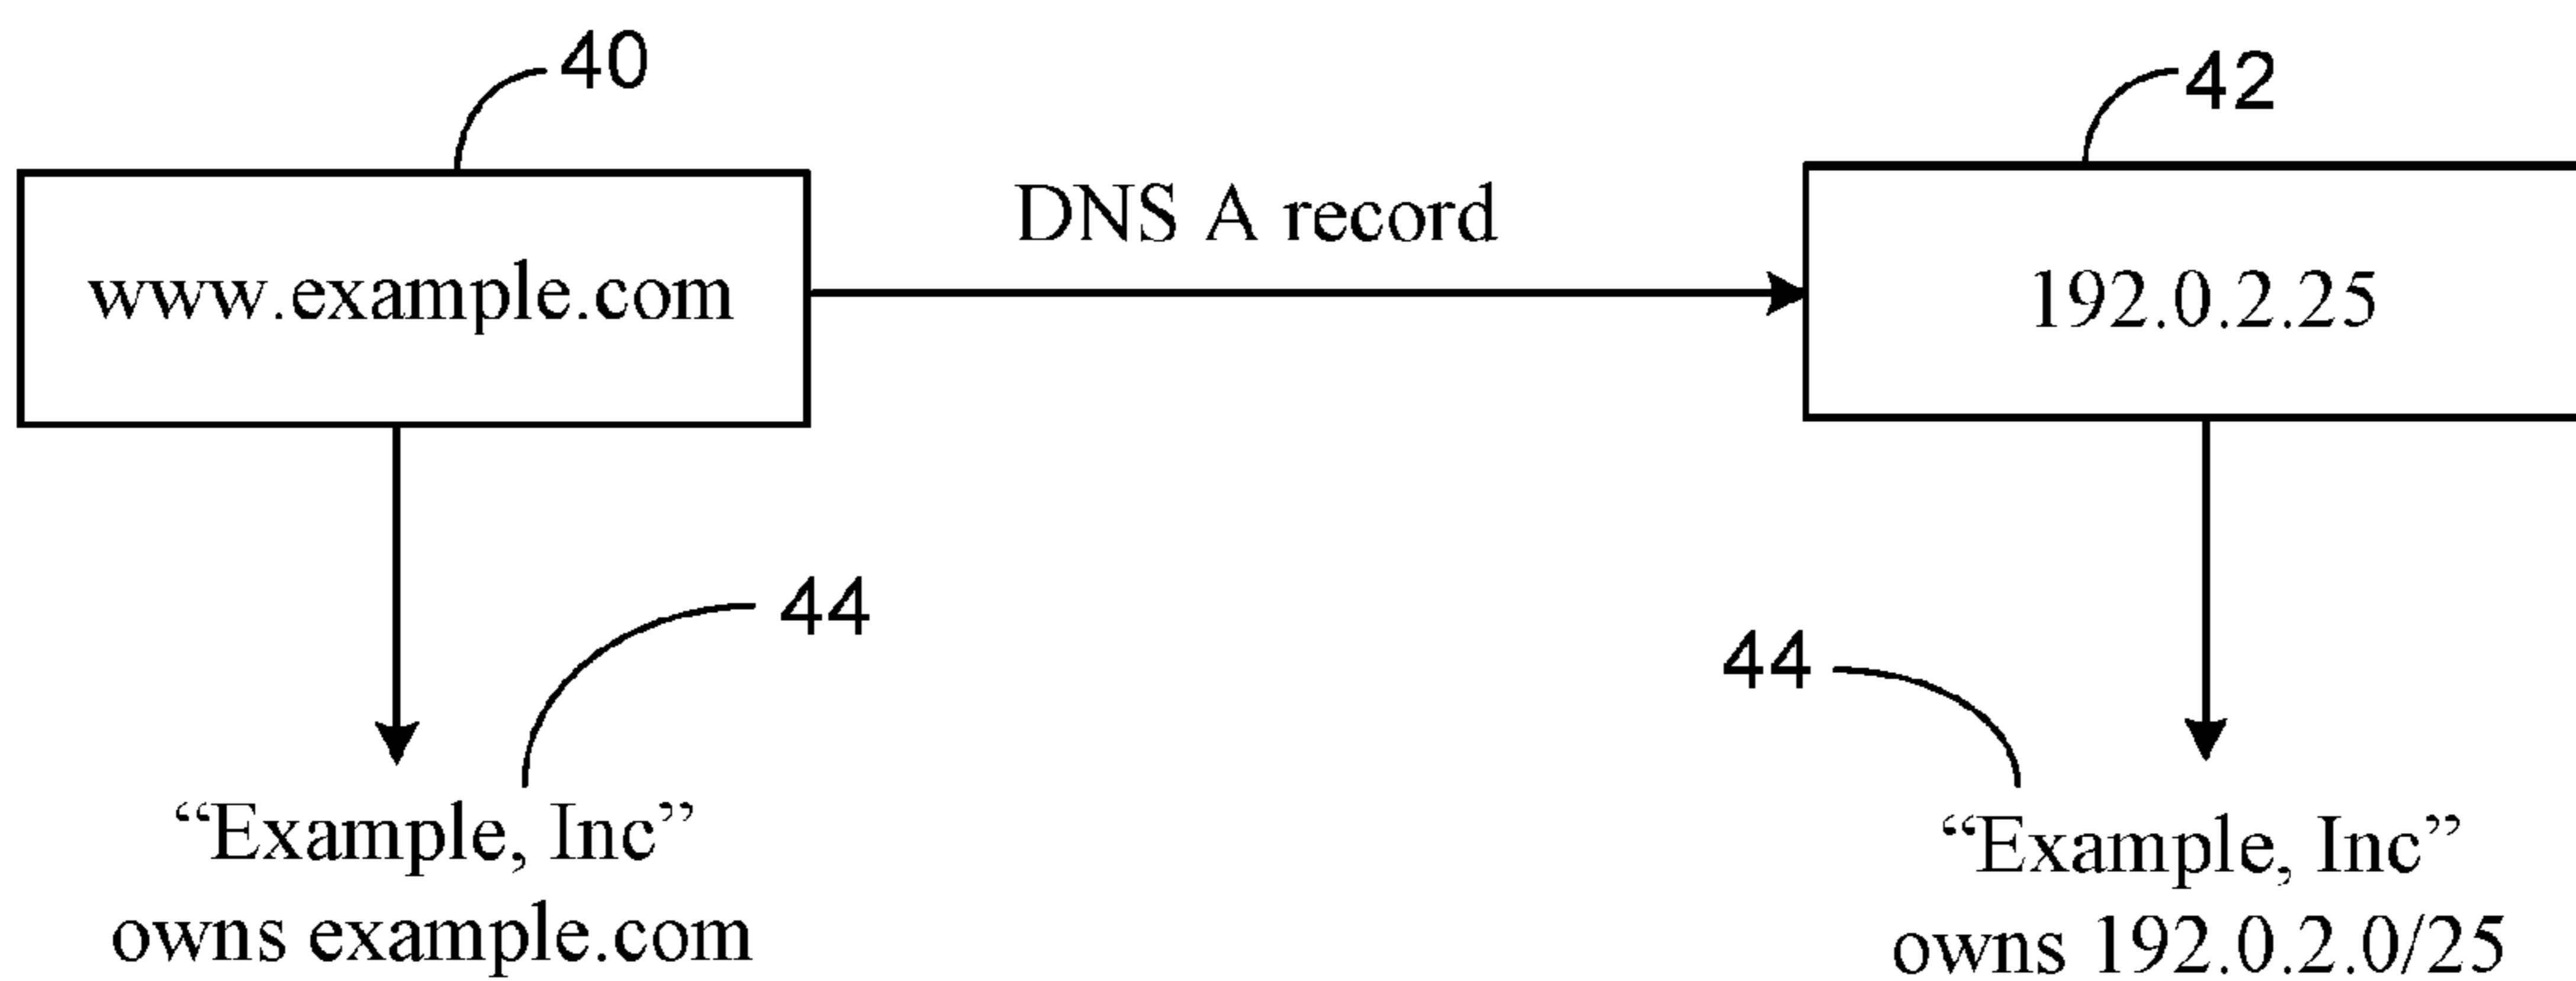 40
42
DNS A record
www.example.com
192.0.2.25
44
44
“Example, Inc”
owns example.com
“Example, Inc”
owns 192.0.2.0/25